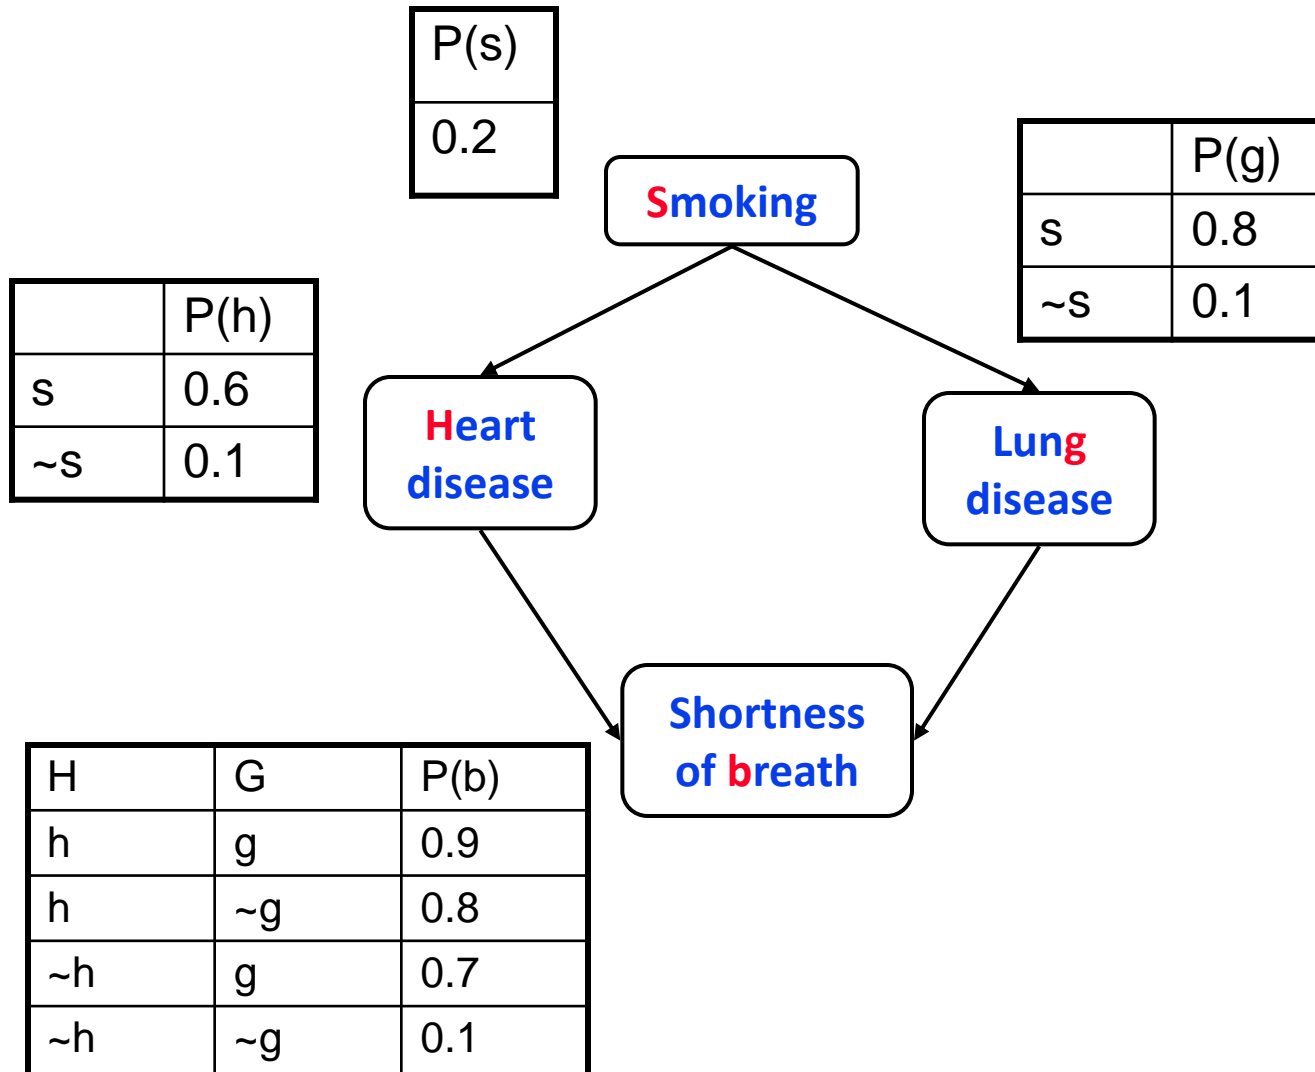 P(s)
0.2
Smoking
P(g)
s 0.8
~s 0.1
P(h)
s 0.6
~s 0.1
Heart
disease
Lung
disease
Shortness
of breath
H G P(b)
h g 0.9
h ~g 0.8
~h g 0.7
~h ~g 0.1